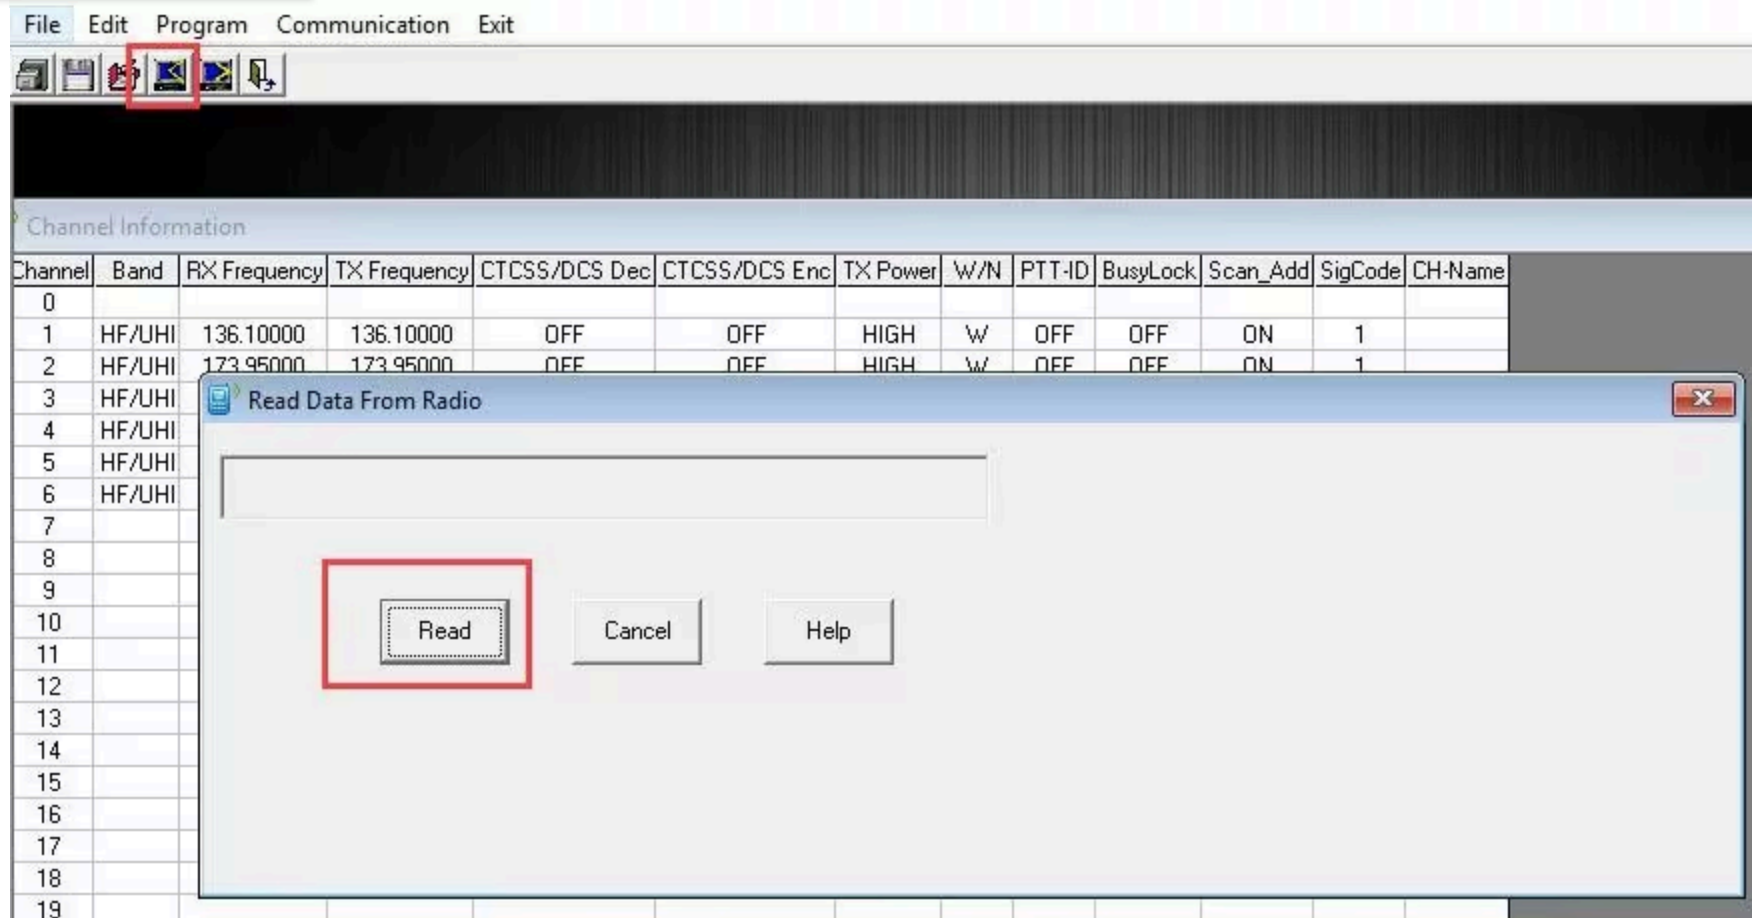 File Edit Program Communication Exit
Channel Information
Channel Band RX Frequency TX Frequency CTCSS/DCS Dec CTCSS/DCS Enc TX Power W/N PTT-ID BusyLock Scan_Add SigCode CH-Name
0
1 HF/UHI 136.10000 136.10000 OFF OFF HIGH W OFF OFF ON 1
2 HF/UHI 173.95000 173.95000 OFF OFF HIGH W OFF OFF ON 1
3 HF/UHI
Read Data From Radio
4 HF/UHI
5 HF/UHI
6 HF/UHI
7
8
9
10
Read Cancel Help
11
12
13
14
15
16
17
18
19